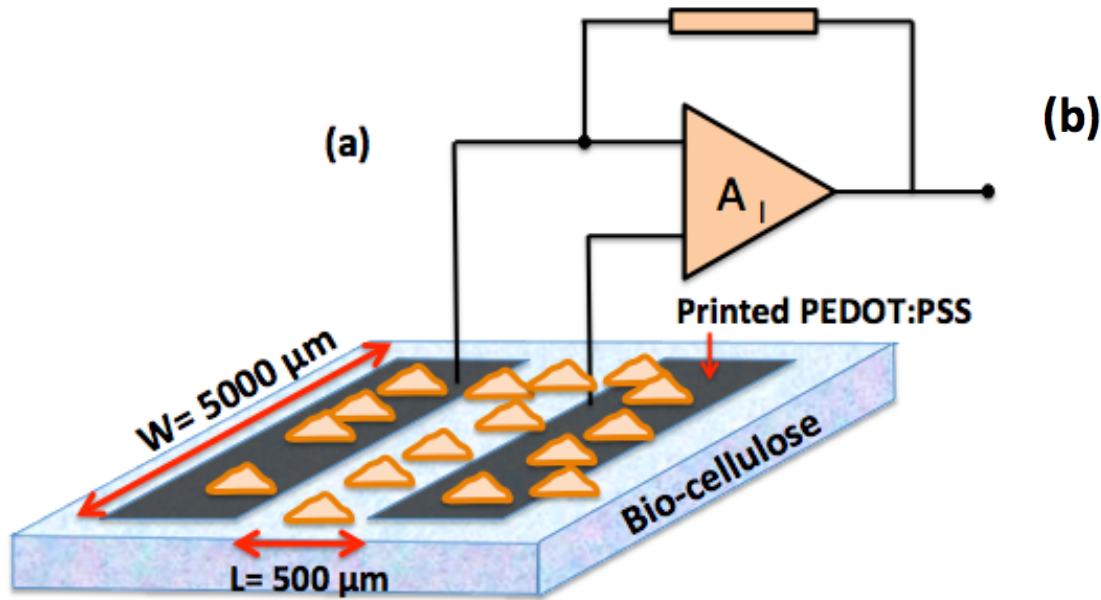 (a)
(b)
A I
Printed PEDOT:PSS
W= 5000 µm
Bio-cellulose
L= 500 µm